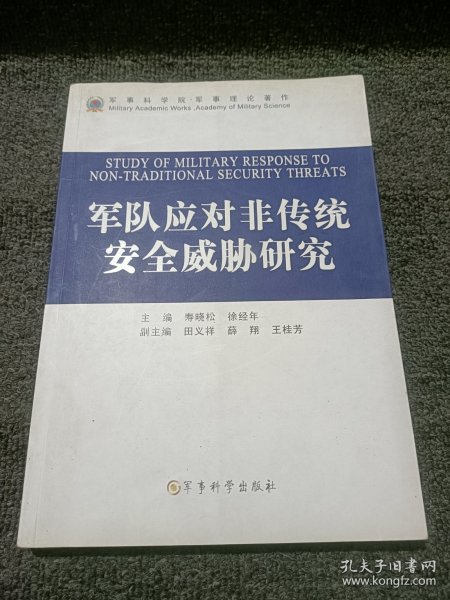 军事科学院·军事理论著作
Military Academic Works, Academy of Military Science
STUDY OF MILITARY RESPONSE TO
NON-TRADITIONAL SECURITY THREATS
军队应对非传统
安全威胁研究
主 编 寿晓松 徐经年
副主编 田义祥 薛 翔 王桂芳
军事科学出版社
孔夫子旧书网
www.kongfz.com